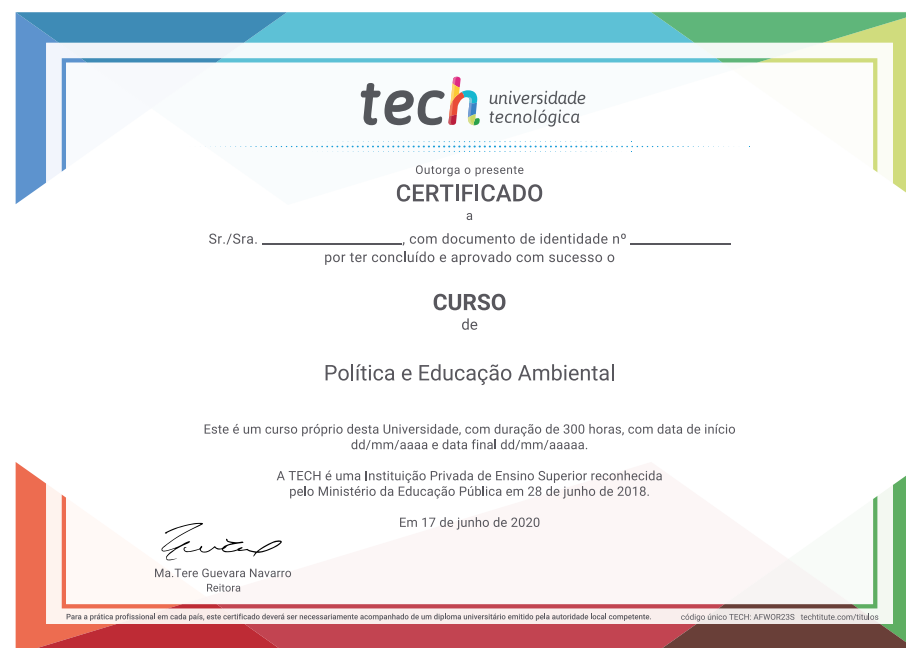 tech universidade
tecnológica
Outorga o presente
CERTIFICADO
a
Sr./Sra. ____________, com documento de identidade nº ____________
por ter concluído e aprovado com sucesso o
CURSO
de
Política e Educação Ambiental
Este é um curso próprio desta Universidade, com duração de 300 horas, com data de início
dd/mm/aaaa e data final dd/mm/aaaaa.
A TECH é uma Instituição Privada de Ensino Superior reconhecida
pelo Ministério da Educação Pública em 28 de junho de 2018.
Em 17 de junho de 2020
Ma.Tere Guevara Navarro
Reitora
Para a prática profissional em cada país, este certificado deverá ser necessariamente acompanhado de um diploma universitário emitido pela autoridade local competente. código único TECH: AFWOR23S techtitute.com/titulos